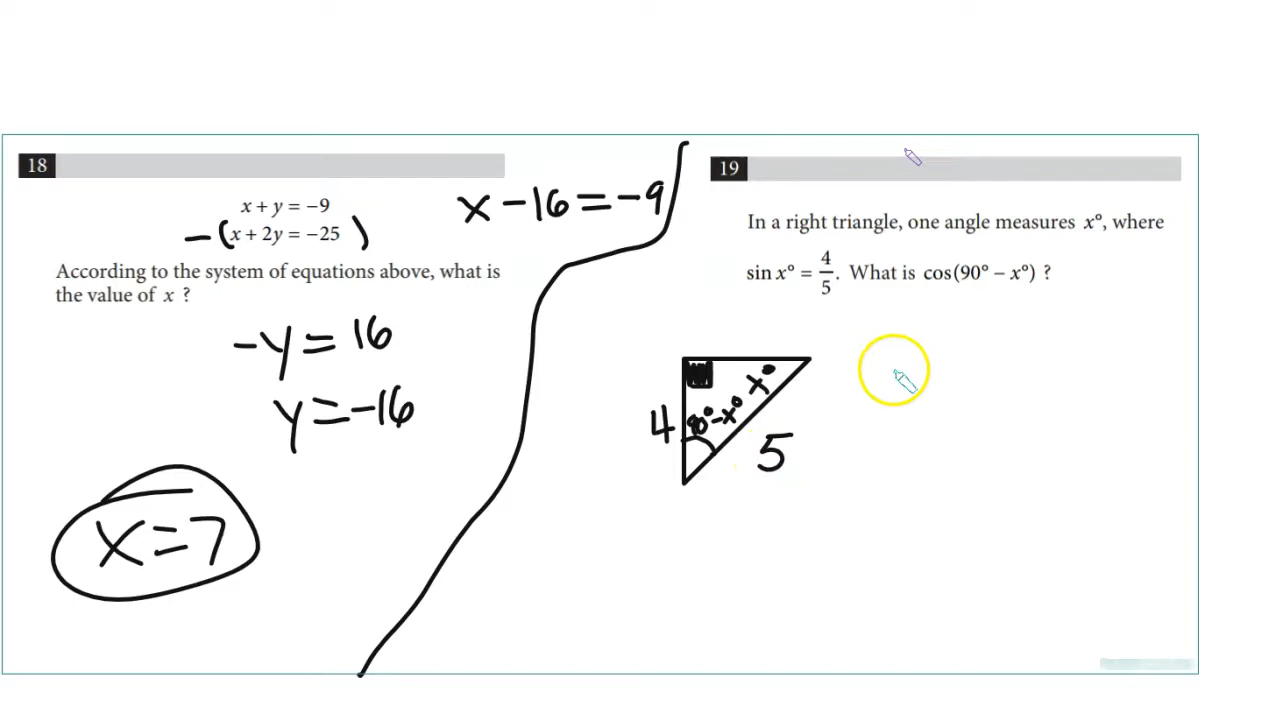 18
x + y = −9
−(x + 2y = −25)
According to the system of equations above, what is
the value of x ?
x − 16 = −9
−y = 16
y = −16
x = 7
19
In a right triangle, one angle measures x°, where
sin x° = 4/5. What is cos(90° − x°) ?
x°
90° − x°
4
5